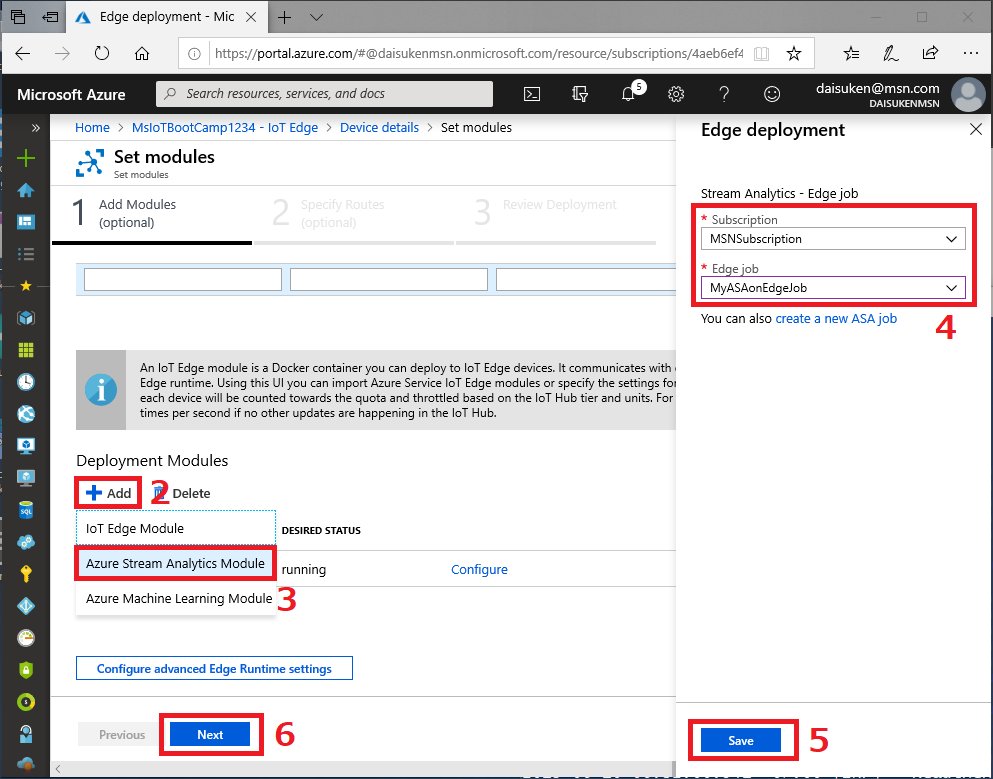 Edge deployment - Mic
https://portal.azure.com/#@daisukenmsn.onmicrosoft.com/resource/subscriptions/4aeb6ef4
Microsoft Azure
Search resources, services, and docs
5
daisuken@msn.com
DAISUKENMSN
Home > MsIoTBootCamp1234 - IoT Edge > Device details > Set modules
Set modules
Set modules
1 Add Modules
(optional)
2 Specify Routes
(optional)
3 Review Deployment
An IoT Edge module is a Docker container you can deploy to IoT Edge devices. It communicates with
Edge runtime. Using this UI you can import Azure Service IoT Edge modules or specify the settings for
each device will be counted towards the quota and throttled based on the IoT Hub tier and units. For
times per second if no other updates are happening in the IoT Hub.
Deployment Modules
Add
2
Delete
IoT Edge Module
DESIRED STATUS
Azure Stream Analytics Module
running
Configure
Azure Machine Learning Module
3
Configure advanced Edge Runtime settings
Previous
Next
6
Edge deployment
Stream Analytics - Edge job
* Subscription
MSNSubscription
* Edge job
MyASAonEdgeJob
You can also create a new ASA job
4
Save
5
SQL